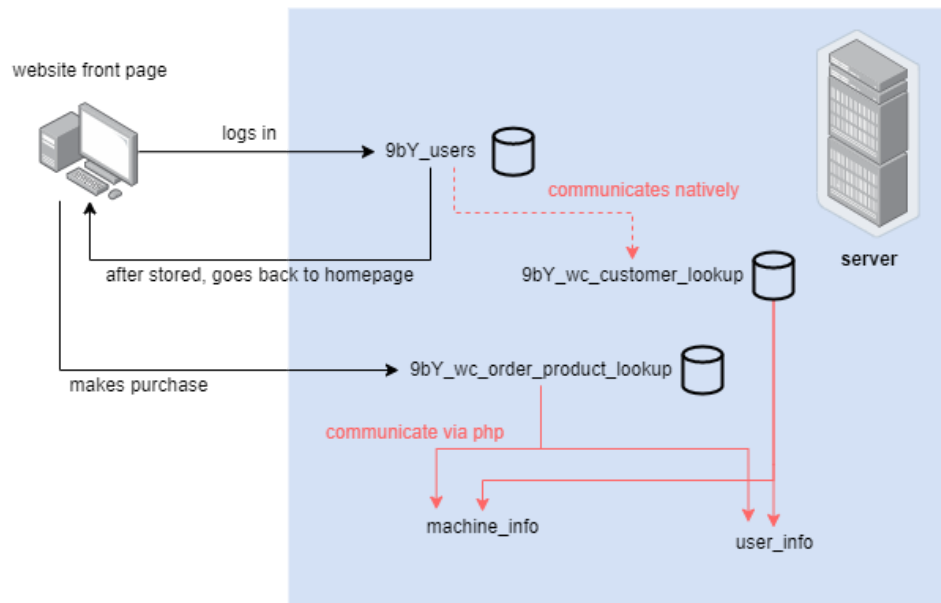 website front page
logs in
9bY_users
communicates natively
server
after stored, goes back to homepage
9bY_wc_customer_lookup
9bY_wc_order_product_lookup
makes purchase
communicate via php
machine_info
user_info